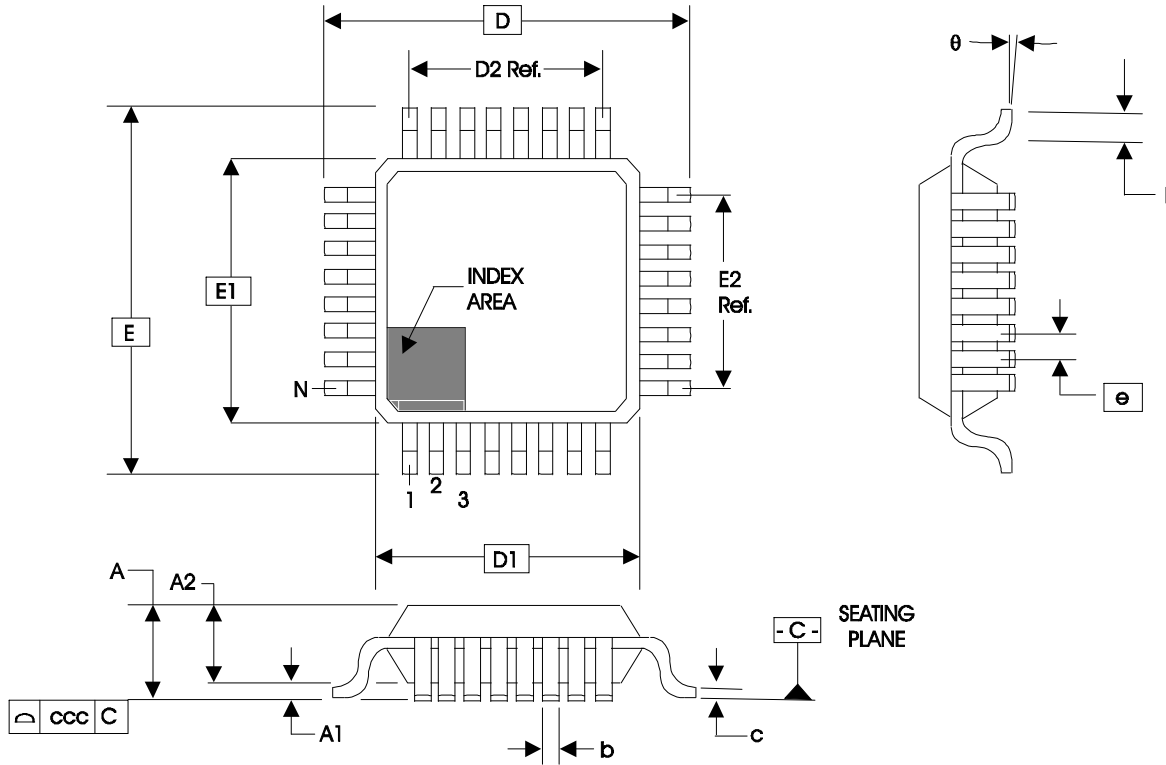 D
D2 Ref.
θ
INDEX
AREA
E1
E2
Ref.
E
N
1
2
3
e
D1
A
A2
- C -
SEATING
PLANE
ccc C
A1
b
c